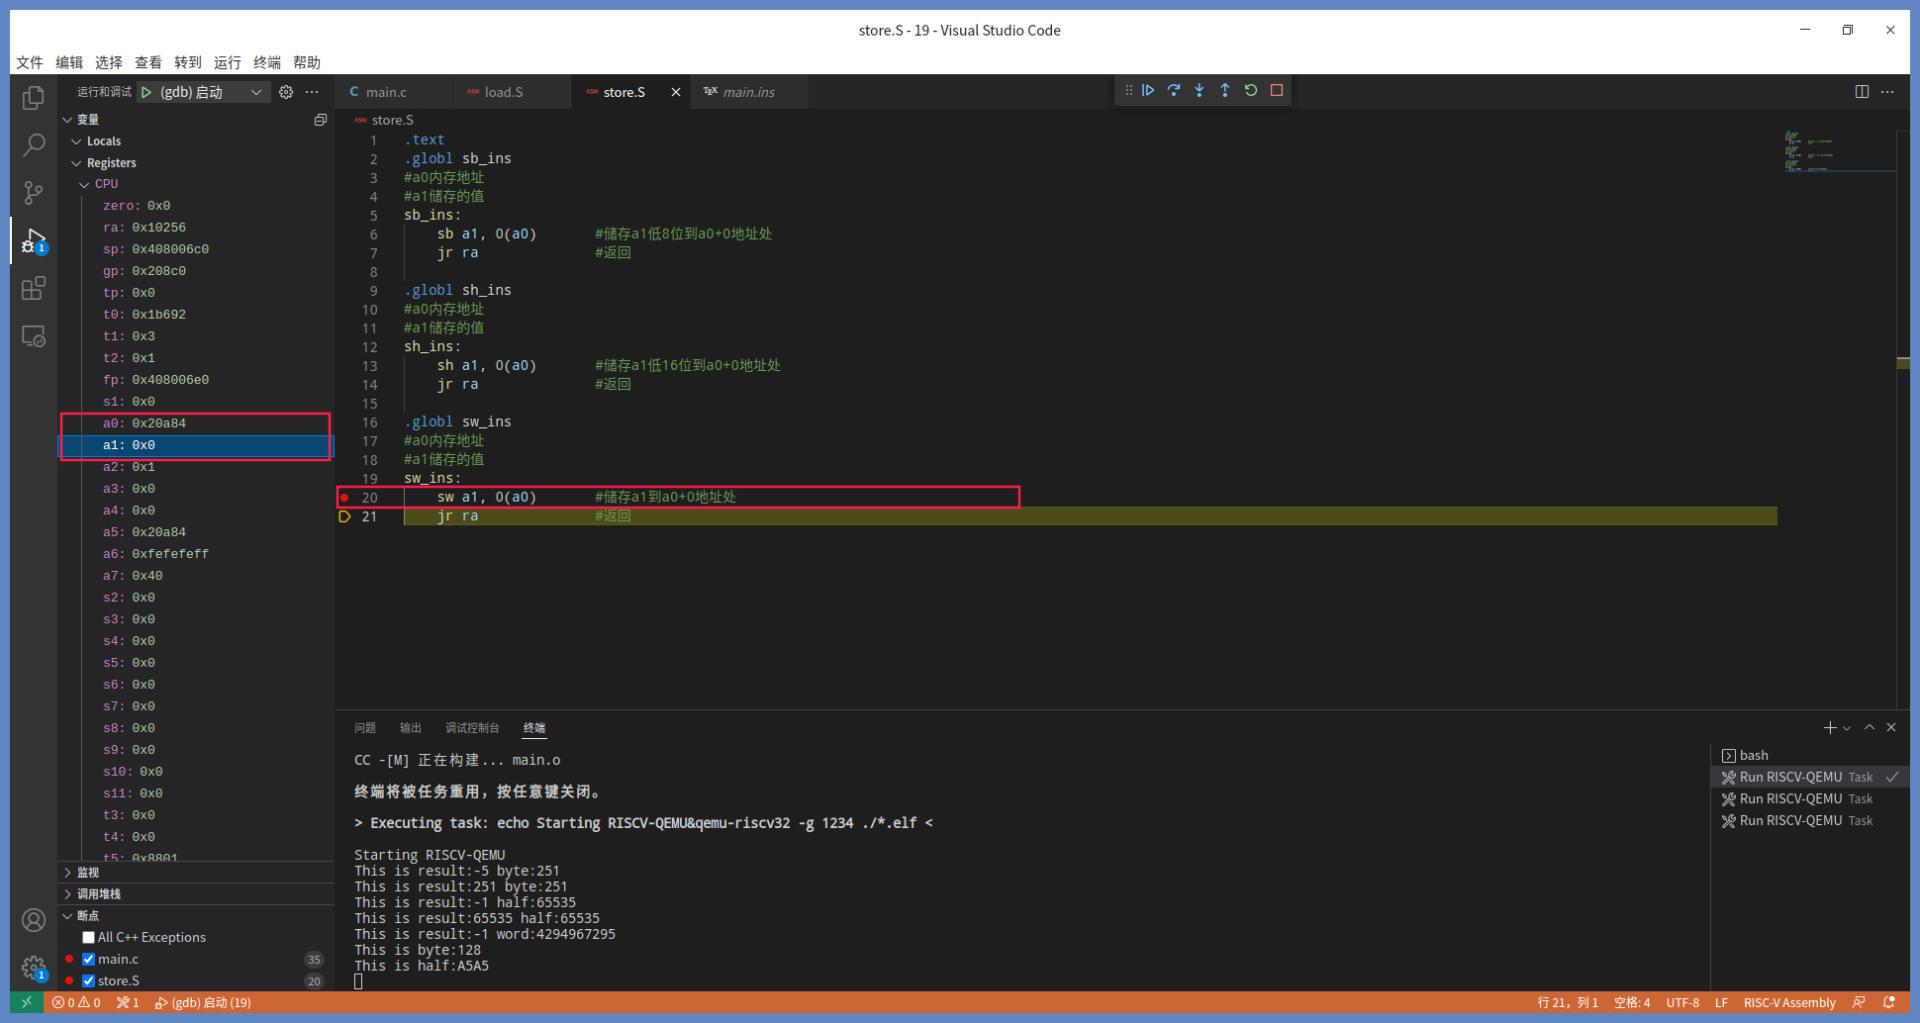 store.S - 19 - Visual Studio Code
文件 编辑 选择 查看 转到 运行 终端 帮助
运行和调试 (gdb) 启动 ···
变量
Locals
Registers
CPU
zero: 0x0
ra: 0x10256
sp: 0x408006c0
gp: 0x208c0
tp: 0x0
t0: 0x1b692
t1: 0x3
t2: 0x1
fp: 0x408006e0
s1: 0x0
a0: 0x20a84
a1: 0x0
a2: 0x1
a3: 0x0
a4: 0x0
a5: 0x20a84
a6: 0xfefefeff
a7: 0x40
s2: 0x0
s3: 0x0
s4: 0x0
s5: 0x0
s6: 0x0
s7: 0x0
s8: 0x0
s9: 0x0
s10: 0x0
s11: 0x0
t3: 0x0
t4: 0x0
t5: 0x8801
监视
调用堆栈
断点
All C++ Exceptions
main.c 35
store.S 20
C main.c ASM load.S ASM store.S TEX main.ins
ASM store.S
1 .text
2 .globl sb_ins
3 #a0内存地址
4 #a1储存的值
5 sb_ins:
6 sb a1, 0(a0) #储存a1低8位到a0+0地址处
7 jr ra #返回
8
9 .globl sh_ins
10 #a0内存地址
11 #a1储存的值
12 sh_ins:
13 sh a1, 0(a0) #储存a1低16位到a0+0地址处
14 jr ra #返回
15
16 .globl sw_ins
17 #a0内存地址
18 #a1储存的值
19 sw_ins:
20 sw a1, 0(a0) #储存a1到a0+0地址处
21 jr ra #返回
问题 输出 调试控制台 终端
CC -[M] 正在构建... main.o
终端将被任务重用，按任意键关闭。
> Executing task: echo Starting RISCV-QEMU&qemu-riscv32 -g 1234 ./*.elf <
Starting RISCV-QEMU
This is result:-5 byte:251
This is result:251 byte:251
This is result:-1 half:65535
This is result:65535 half:65535
This is result:-1 word:4294967295
This is byte:128
This is half:A5A5
bash
Run RISCV-QEMU Task
Run RISCV-QEMU Task
Run RISCV-QEMU Task
1
1
0 0 1 (gdb) 启动 (19) 行 21，列 1 空格: 4 UTF-8 LF RISC-V Assembly